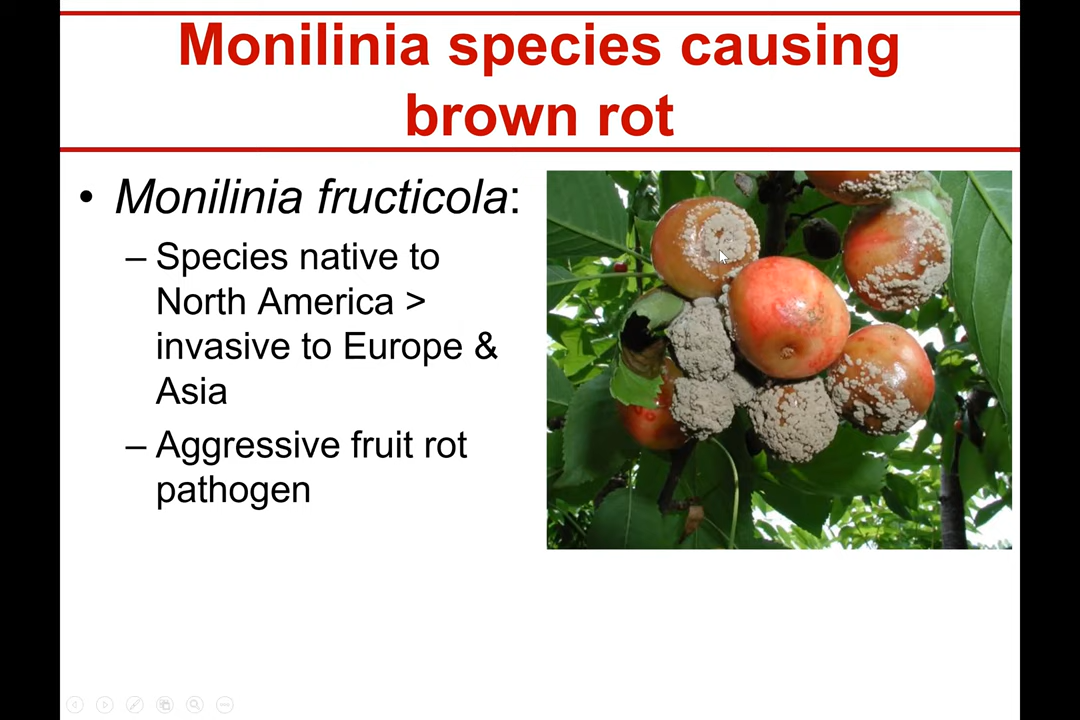 Monilinia species causing
brown rot
• Monilinia fructicola:
– Species native to
North America >
invasive to Europe &
Asia
– Aggressive fruit rot
pathogen